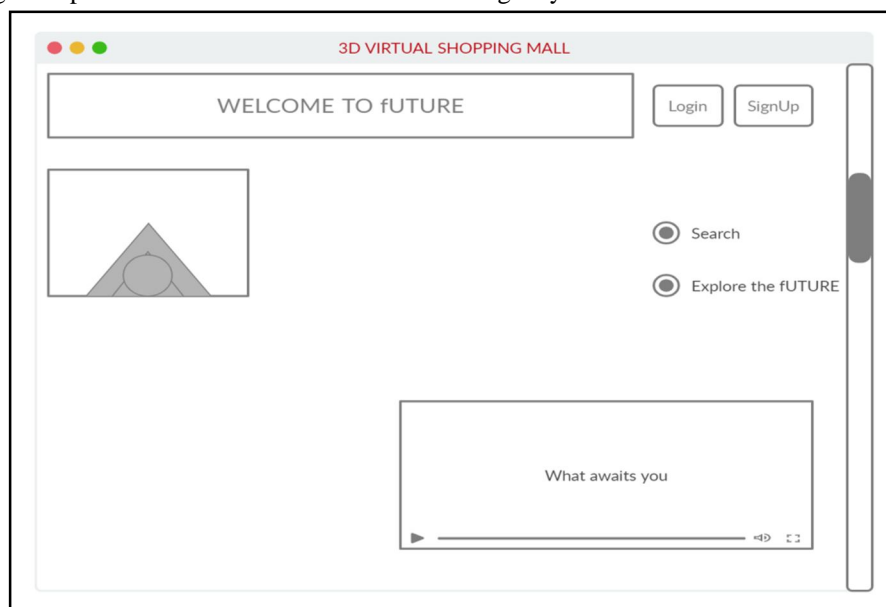 3D VIRTUAL SHOPPING MALL
WELCOME TO fUTURE
Login
SignUp
Search
Explore the fUTURE
What awaits you